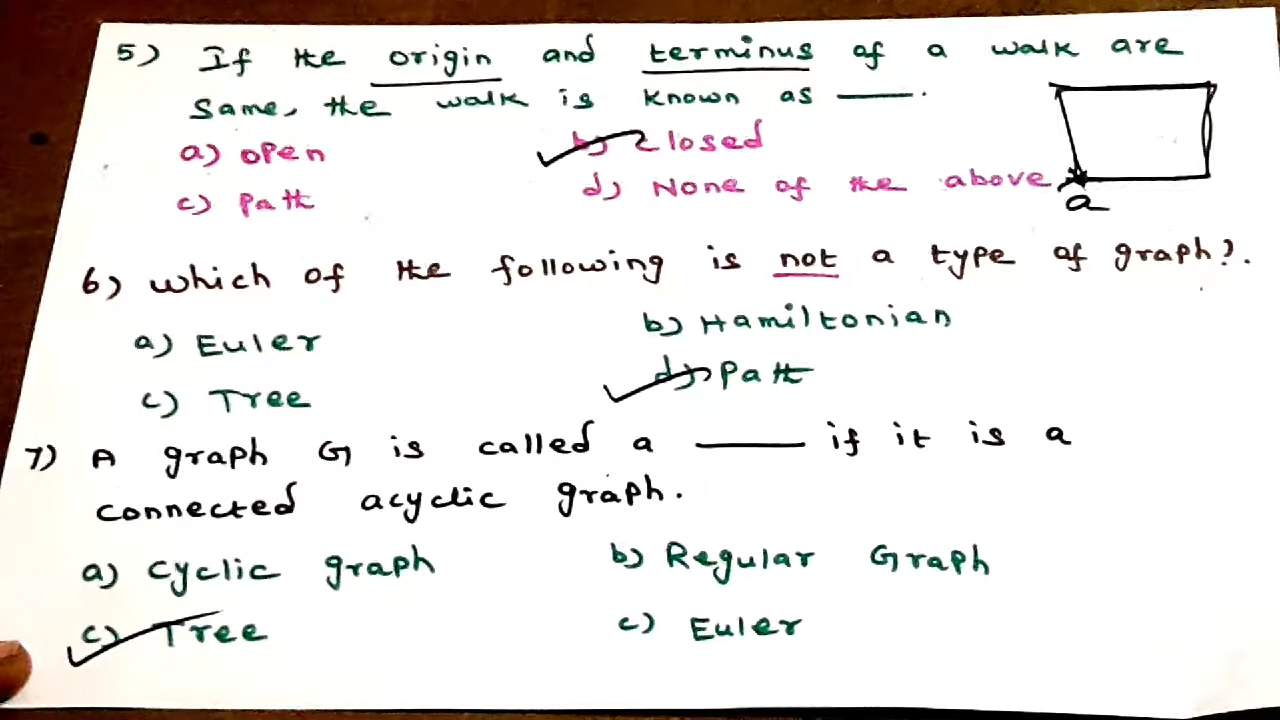 5) If the origin and terminus of a walk are
same, the walk is known as ___.
a) open b) Closed
c) path d) None of the above
a
6) which of the following is not a type of graph?.
a) Euler b) Hamiltonian
c) Tree d) path
7) A graph G is called a ___ if it is a
connected acyclic graph.
a) cyclic graph b) Regular Graph
c) Tree c) Euler